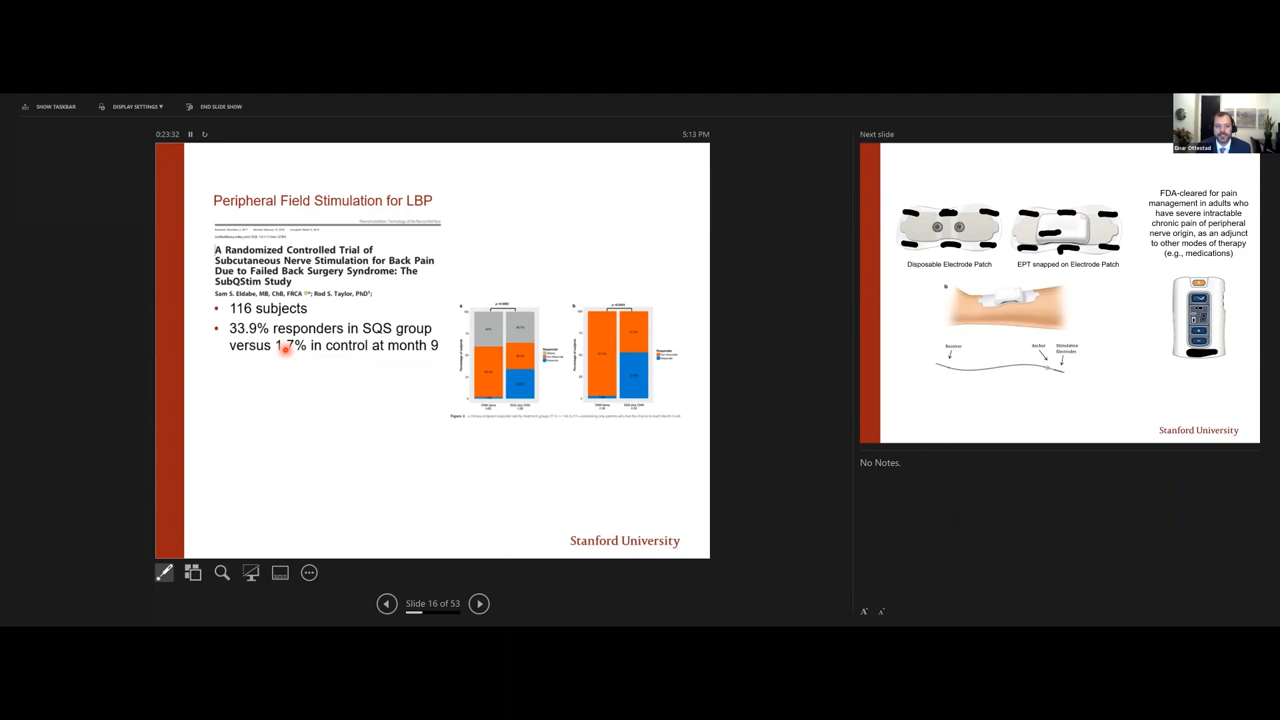 SHOW TASKBAR
DISPLAY SETTINGS ▾
END SLIDE SHOW
0:23:32
5:13 PM
Peripheral Field Stimulation for LBP
A Randomized Controlled Trial of
Subcutaneous Nerve Stimulation for Back Pain
Due to Failed Back Surgery Syndrome: The
SubQStim Study
Sam S. Eldabe, MB, ChB, FRCA Rod S. Taylor, PhD
• 116 subjects
• 33.9% responders in SQS group
versus 1.7% in control at month 9
a
b
Stanford University
Slide 16 of 53
Next slide
Einar Ottestad
FDA-cleared for pain
management in adults who
have severe intractable
chronic pain of peripheral
nerve origin, as an adjunct
to other modes of therapy
(e.g., medications)
Disposable Electrode Patch
EPT snapped on Electrode Patch
b
Receiver
Anchor
Stimulation
Electrodes
Stanford University
No Notes.